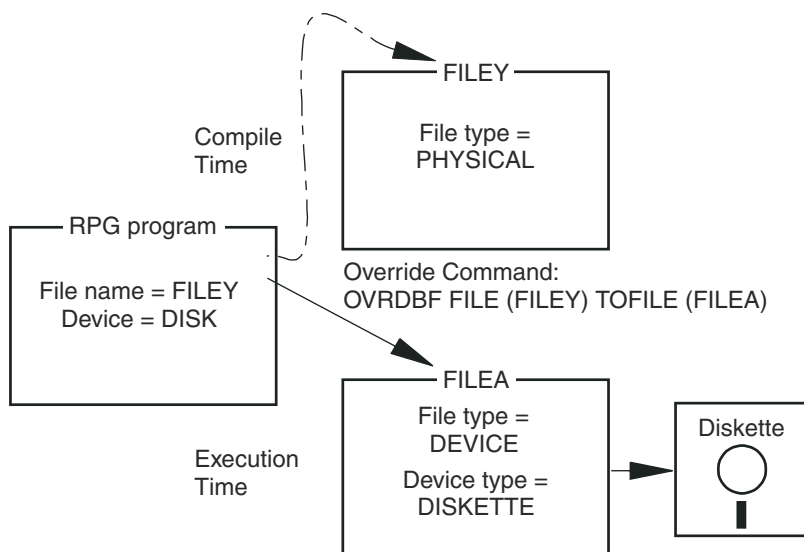 FILEY
File type =
PHYSICAL
Compile
Time
RPG program
File name = FILEY
Device = DISK
Override Command:
OVRDBF FILE (FILEY) TOFILE (FILEA)
FILEA
File type =
DEVICE
Device type =
DISKETTE
Execution
Time
Diskette